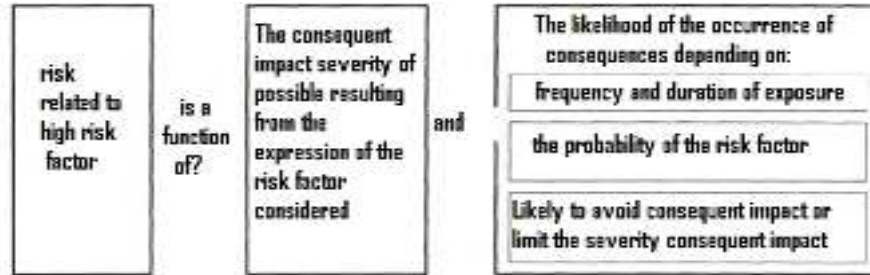 risk
related to
high risk
factor
is a
function
of?
The consequent
impact severity of
possible resulting
from the
expression of the
risk factor
considered
and
The likelihood of the occurrence of
consequences depending on:
frequency and duration of exposure
the probability of the risk factor
Likely to avoid consequent impact or
limit the severity consequent impact